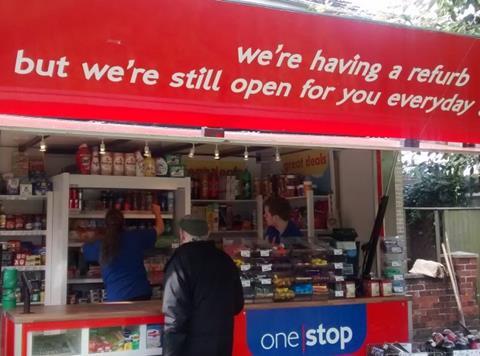 we're having a refurb
but we're still open for you everyday
great deals
one stop